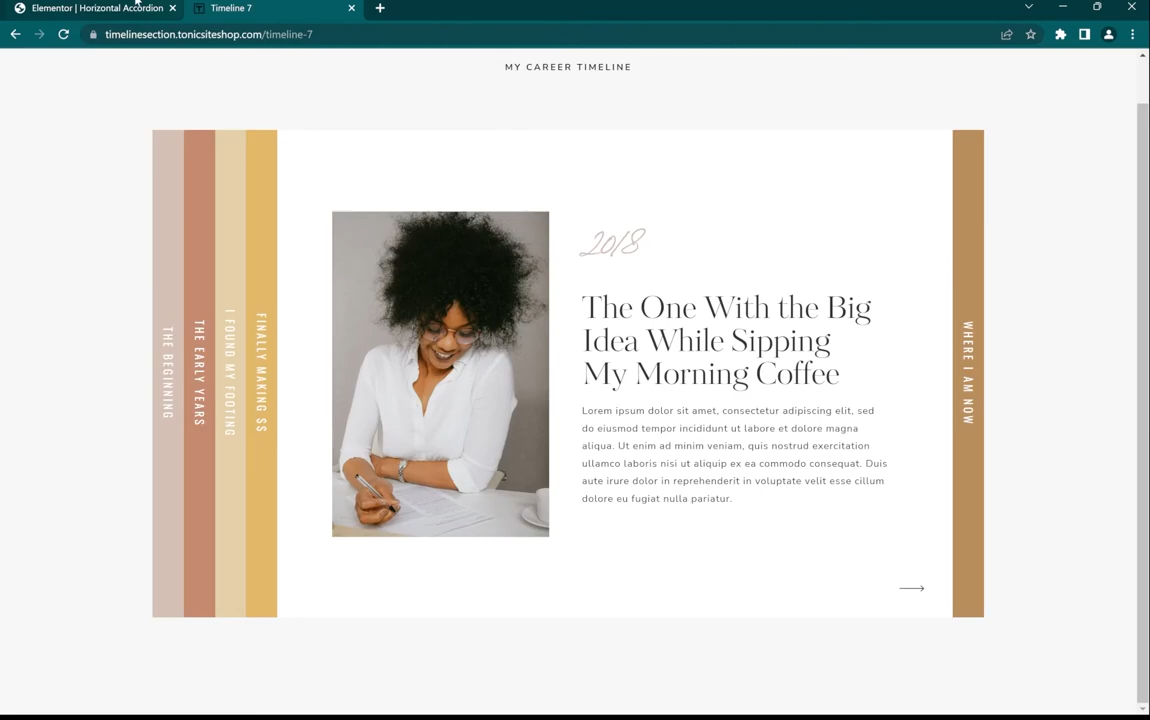 Elementor | Horizontal Accordion
Timeline 7
timelinesection.tonicsiteshop.com/timeline-7
MY CAREER TIMELINE
THE BEGINNING
THE EARLY YEARS
I FOUND MY FOOTING
FINALLY MAKING $$
2018
The One With the Big
Idea While Sipping
My Morning Coffee
Lorem ipsum dolor sit amet, consectetur adipiscing elit, sed
do eiusmod tempor incididunt ut labore et dolore magna
aliqua. Ut enim ad minim veniam, quis nostrud exercitation
ullamco laboris nisi ut aliquip ex ea commodo consequat. Duis
aute irure dolor in reprehenderit in voluptate velit esse cillum
dolore eu fugiat nulla pariatur.
WHERE I AM NOW